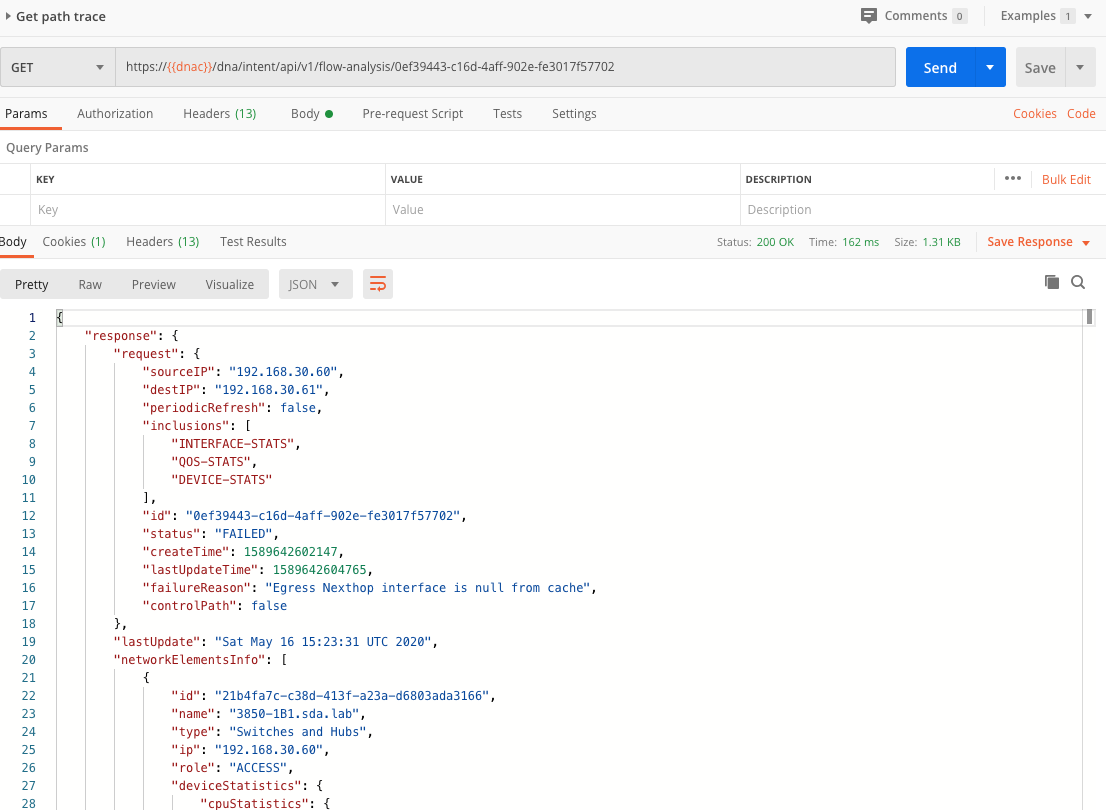 Get path trace Comments 0 Examples 1
GET https://{{dnac}}/dna/intent/api/v1/flow-analysis/0ef39443-c16d-4aff-902e-fe3017f57702 Send Save
Params Authorization Headers (13) Body Pre-request Script Tests Settings Cookies Code
Query Params
KEY VALUE DESCRIPTION ••• Bulk Edit
Key Value Description
Body Cookies (1) Headers (13) Test Results Status: 200 OK Time: 162 ms Size: 1.31 KB Save Response
Pretty Raw Preview Visualize JSON
1 {
2 "response": {
3 "request": {
4 "sourceIP": "192.168.30.60",
5 "destIP": "192.168.30.61",
6 "periodicRefresh": false,
7 "inclusions": [
8 "INTERFACE-STATS",
9 "QOS-STATS",
10 "DEVICE-STATS"
11 ],
12 "id": "0ef39443-c16d-4aff-902e-fe3017f57702",
13 "status": "FAILED",
14 "createTime": 1589642602147,
15 "lastUpdateTime": 1589642604765,
16 "failureReason": "Egress Nexthop interface is null from cache",
17 "controlPath": false
18 },
19 "lastUpdate": "Sat May 16 15:23:31 UTC 2020",
20 "networkElementsInfo": [
21 {
22 "id": "21b4fa7c-c38d-413f-a23a-d6803ada3166",
23 "name": "3850-1B1.sda.lab",
24 "type": "Switches and Hubs",
25 "ip": "192.168.30.60",
26 "role": "ACCESS",
27 "deviceStatistics": {
28 "cpuStatistics": {